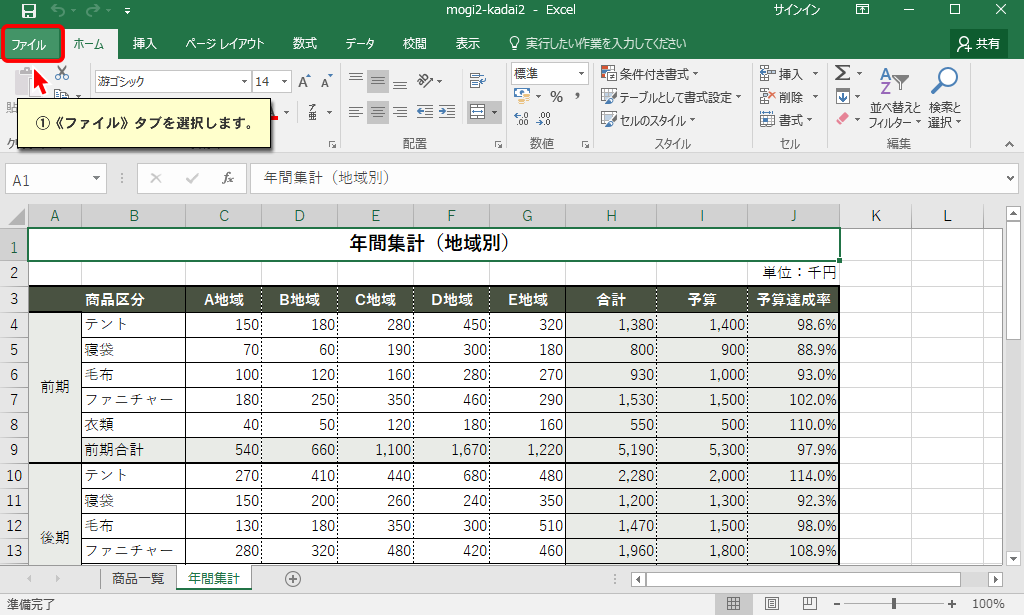 mogi2-kadai2 - Excel サインイン
ファイル ホーム 挿入 ページ レイアウト 数式 データ 校閲 表示 実行したい作業を入力してください 共有
游ゴシック 14 標準 条件付き書式 挿入 Σ
% , テーブルとして書式設定 削除 並べ替えと 検索と
セルのスタイル 書式 フィルター 選択
配置 数値 スタイル セル 編集
①《ファイル》タブを選択します。
A1 fx 年間集計（地域別）
A B C D E F G H I J K L
1 年間集計（地域別）
2 単位：千円
3 商品区分 A地域 B地域 C地域 D地域 E地域 合計 予算 予算達成率
4 テント 150 180 280 450 320 1,380 1,400 98.6%
5 寝袋 70 60 190 300 180 800 900 88.9%
6 毛布 100 120 160 280 270 930 1,000 93.0%
前期
7 ファニチャー 180 250 350 460 290 1,530 1,500 102.0%
8 衣類 40 50 120 180 160 550 500 110.0%
9 前期合計 540 660 1,100 1,670 1,220 5,190 5,300 97.9%
10 テント 270 410 440 680 480 2,280 2,000 114.0%
11 寝袋 150 200 260 240 350 1,200 1,300 92.3%
12 毛布 130 180 350 300 510 1,470 1,500 98.0%
後期
13 ファニチャー 280 320 480 420 460 1,960 1,800 108.9%
商品一覧 年間集計
準備完了 100%